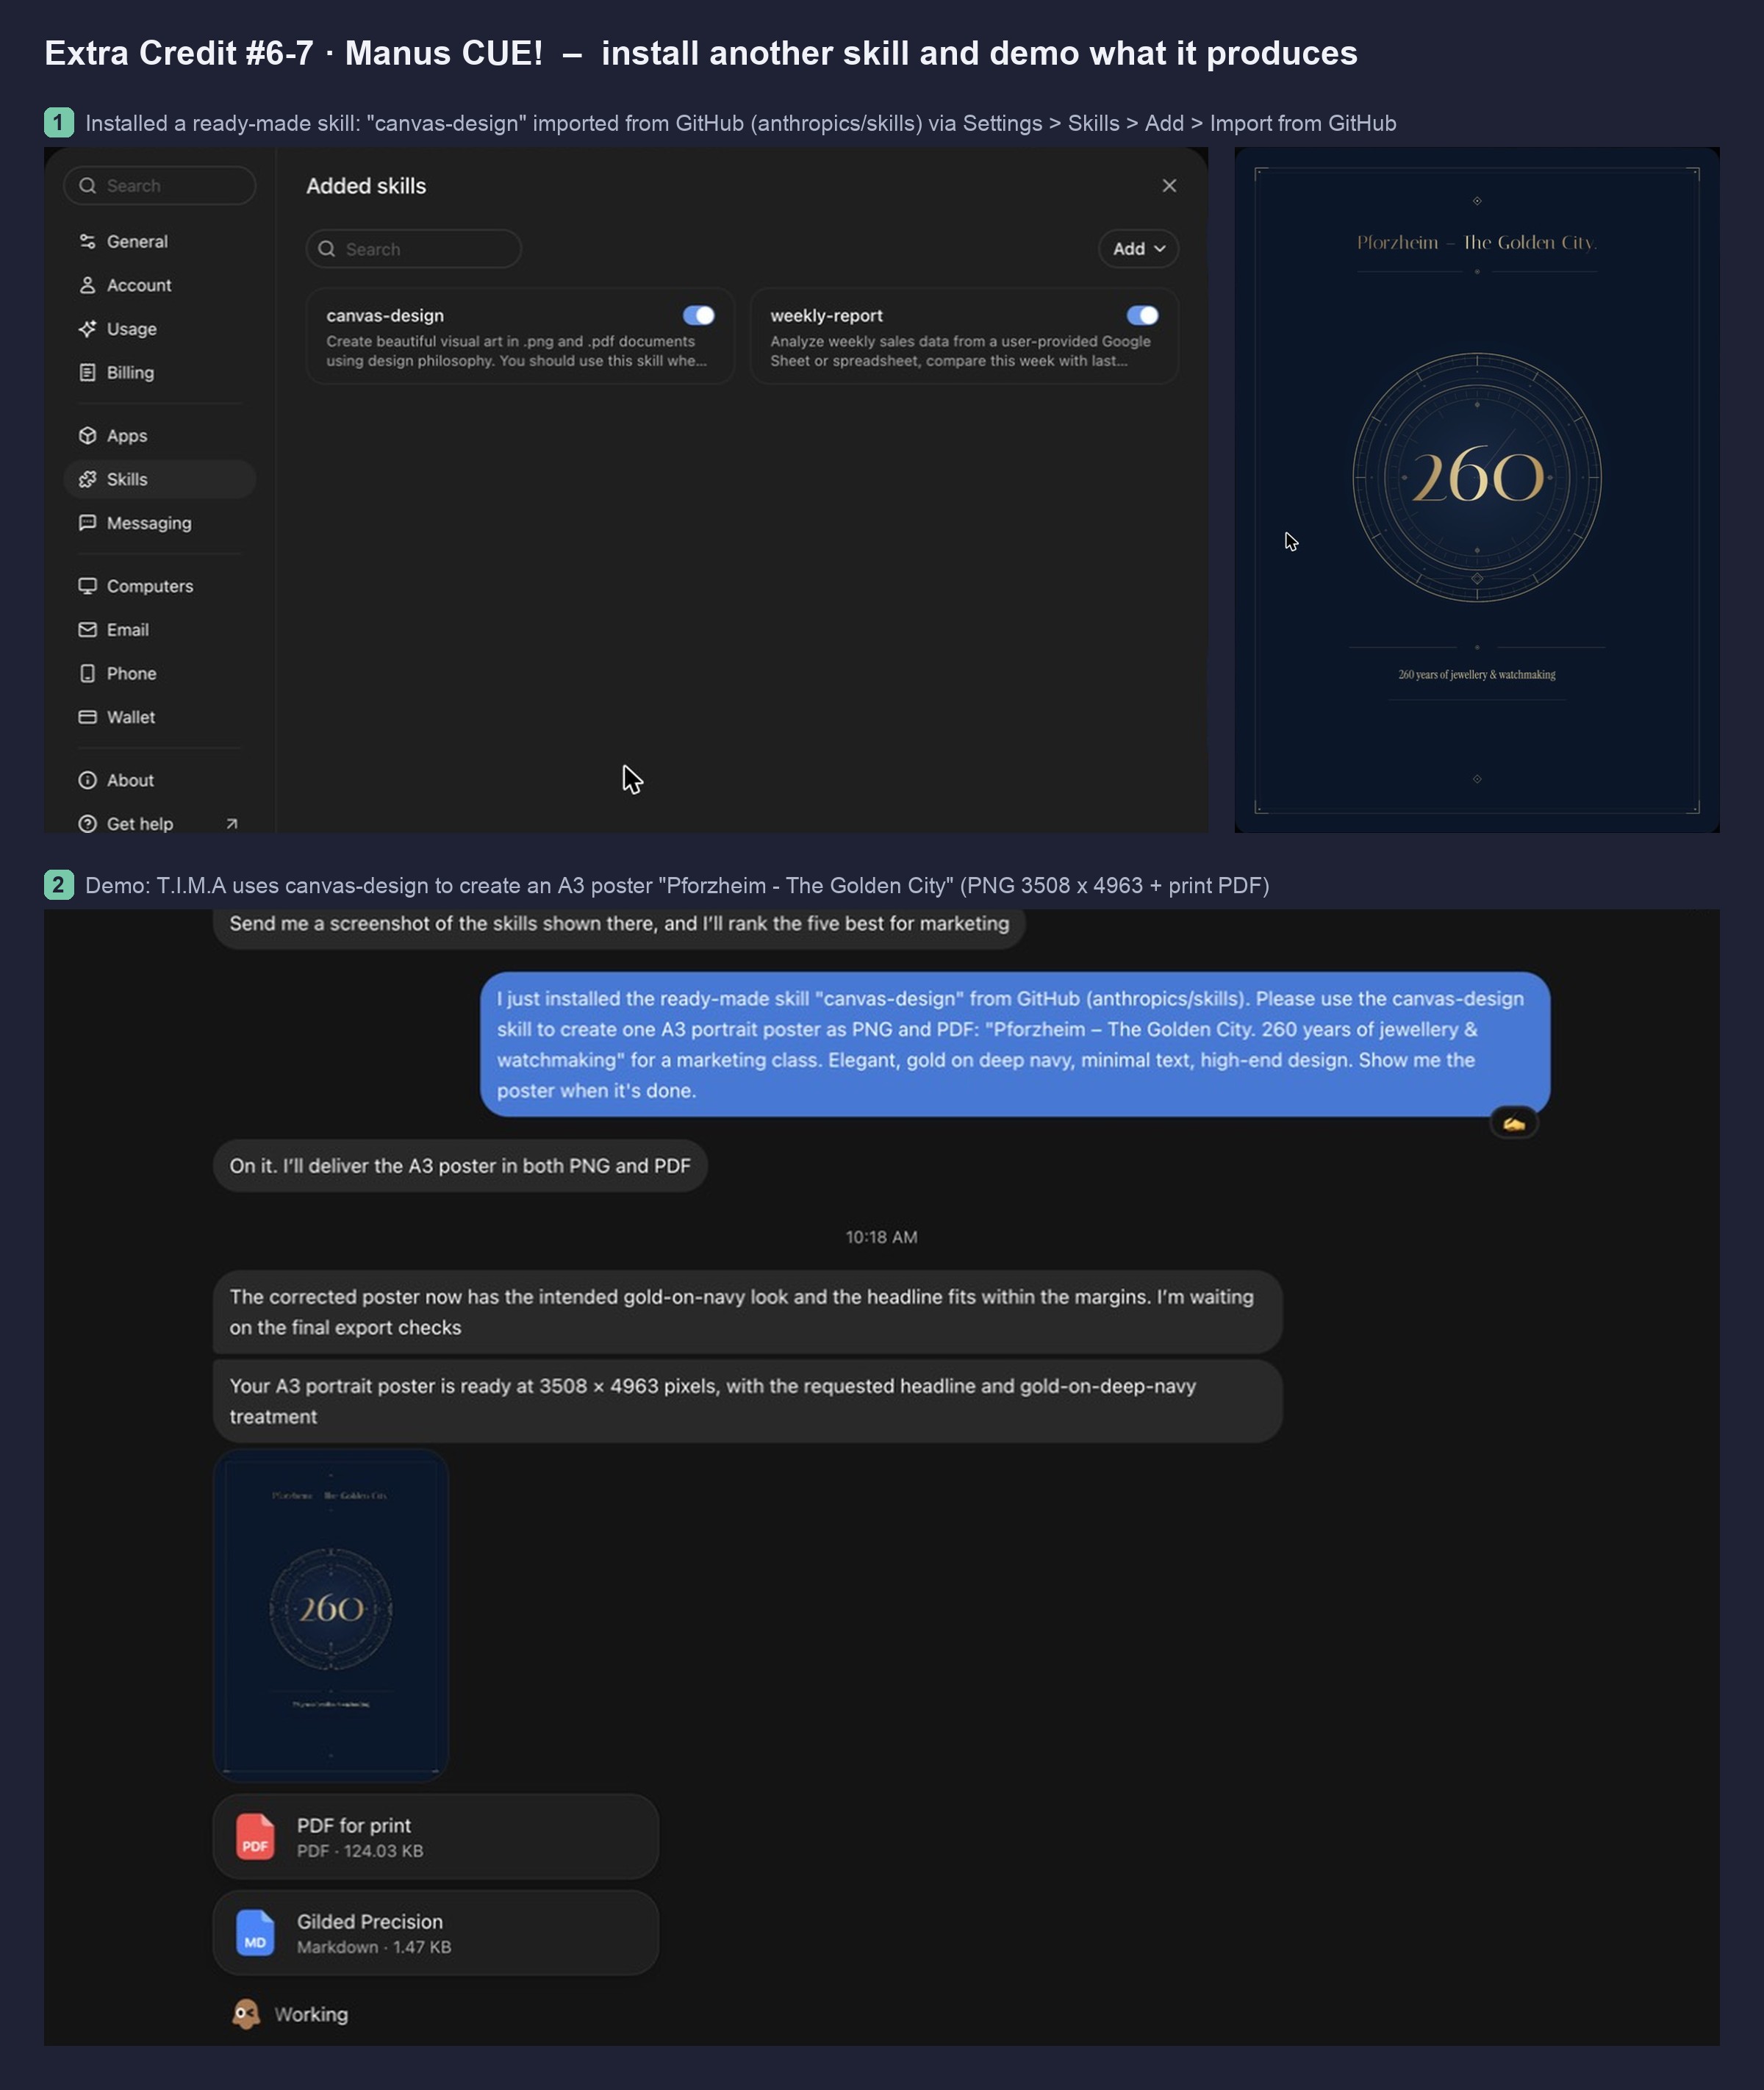 Extra Credit #6-7 · Manus CUE! – install another skill and demo what it produces
1 Installed a ready-made skill: "canvas-design" imported from GitHub (anthropics/skills) via Settings > Skills > Add > Import from GitHub
Search
General
Account
Usage
Billing
Apps
Skills
Messaging
Computers
Email
Phone
Wallet
About
Get help
Added skills
Search
Add
canvas-design
Create beautiful visual art in .png and .pdf documents
using design philosophy. You should use this skill whe...
weekly-report
Analyze weekly sales data from a user-provided Google
Sheet or spreadsheet, compare this week with last...
Pforzheim – The Golden City.
260
260 years of jewellery & watchmaking
2 Demo: T.I.M.A uses canvas-design to create an A3 poster "Pforzheim - The Golden City" (PNG 3508 x 4963 + print PDF)
Send me a screenshot of the skills shown there, and I’ll rank the five best for marketing
I just installed the ready-made skill "canvas-design" from GitHub (anthropics/skills). Please use the canvas-design
skill to create one A3 portrait poster as PNG and PDF: "Pforzheim – The Golden City. 260 years of jewellery &
watchmaking" for a marketing class. Elegant, gold on deep navy, minimal text, high-end design. Show me the
poster when it's done.
On it. I’ll deliver the A3 poster in both PNG and PDF
10:18 AM
The corrected poster now has the intended gold-on-navy look and the headline fits within the margins. I’m waiting
on the final export checks
Your A3 portrait poster is ready at 3508 × 4963 pixels, with the requested headline and gold-on-deep-navy
treatment
Pforzheim – The Golden City.
260
PDF
PDF for print
PDF · 124.03 KB
MD
Gilded Precision
Markdown · 1.47 KB
Working